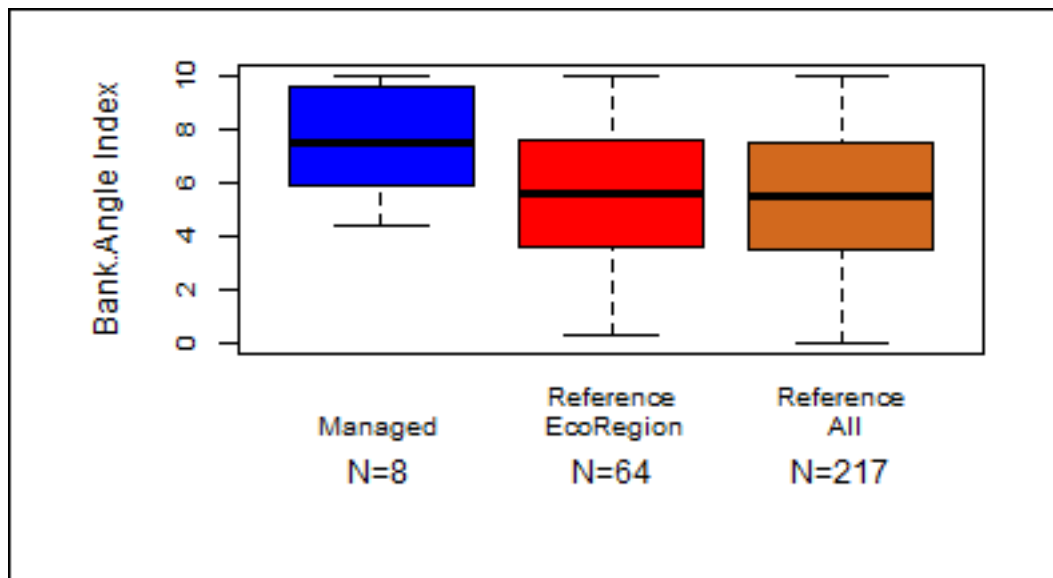 Bank.Angle Index
10
8
6
4
2
0
Managed
Reference
EcoRegion
Reference
All
N=8
N=64
N=217